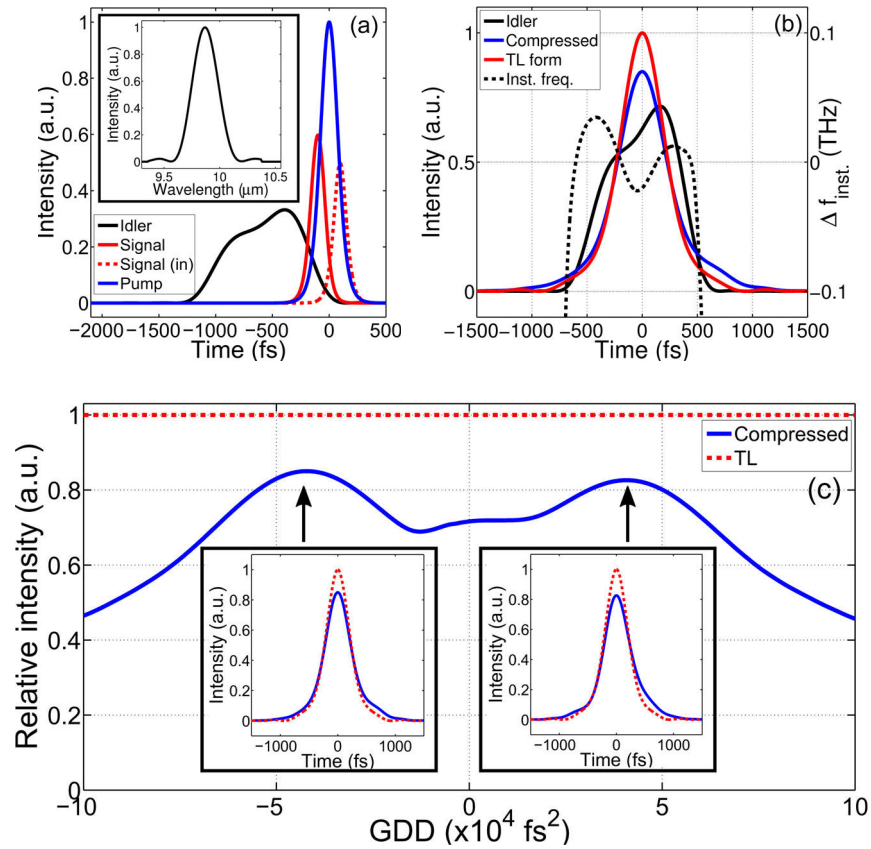 (a)
Intensity (a.u.)
1
0.8
0.6
0.4
0.2
0
−2000 −1500 −1000 −500 0 500
Time (fs)
Intensity (a.u.)
1
0.8
0.6
0.4
0.2
0
9.5 10 10.5
Wavelength (μm)
Idler
Signal
Signal (in)
Pump
(b)
Intensity (a.u.)
1
0.5
0
−1500 −1000 −500 0 500 1000 1500
Time (fs)
0.1
0
−0.1
Δ f inst. (THz)
Idler
Compressed
TL form
Inst. freq.
(c)
Relative intensity (a.u.)
1
0.8
0.6
0.4
0.2
0
−10 −5 0 5 10
GDD (x10⁴ fs²)
Compressed
TL
Intensity (a.u.)
1
0.8
0.6
0.4
0.2
0
−1000 0 1000
Time (fs)
Intensity (a.u.)
1
0.8
0.6
0.4
0.2
0
−1000 0 1000
Time (fs)